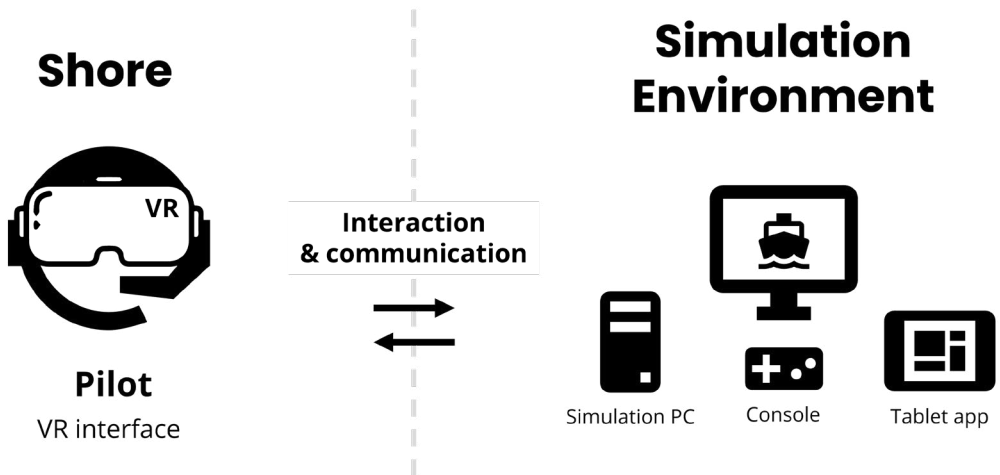 Shore
Simulation
Environment
VR
Interaction
& communication
Pilot
VR interface
Simulation PC
Console
Tablet app